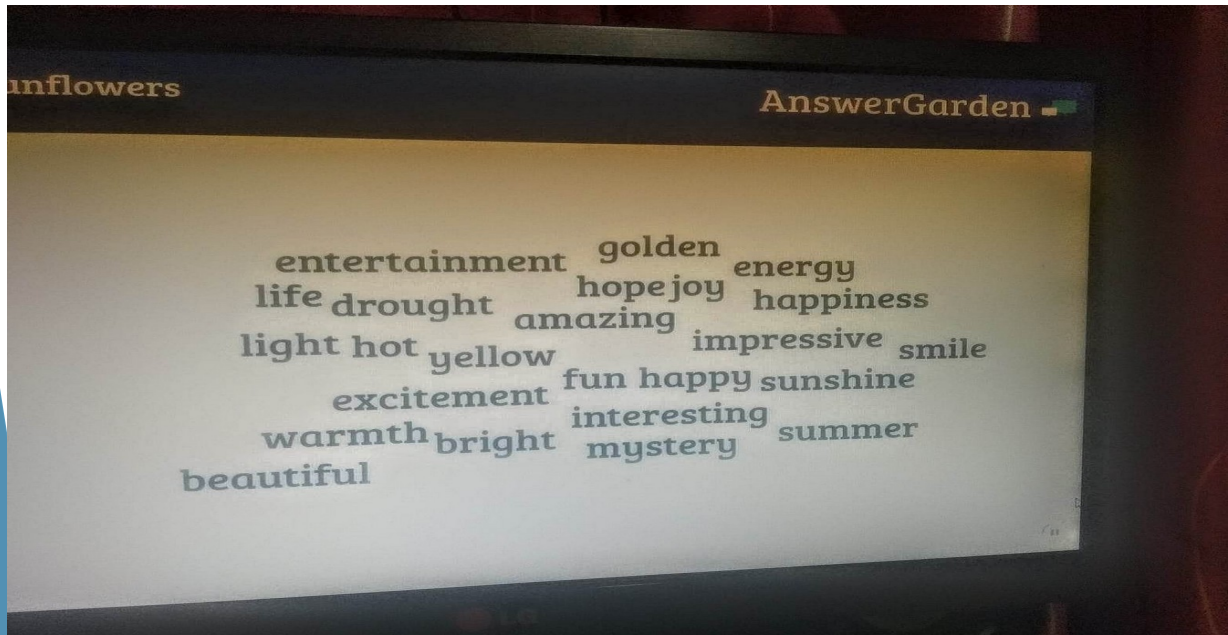 unflowers
AnswerGarden
entertainment golden energy
life drought hope joy happiness
amazing
light hot yellow impressive smile
excitement fun happy sunshine
interesting
warmth bright mystery summer
beautiful
LG